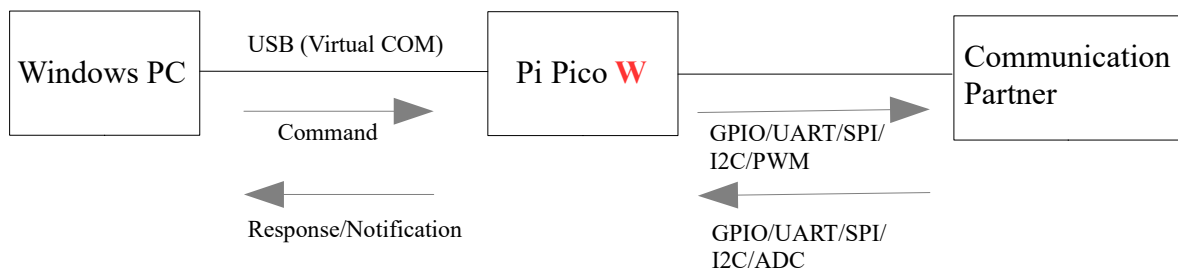 USB (Virtual COM)
Windows PC
Pi Pico W
Communication
Partner
Command
GPIO/UART/SPI/
I2C/PWM
Response/Notification
GPIO/UART/SPI/
I2C/ADC